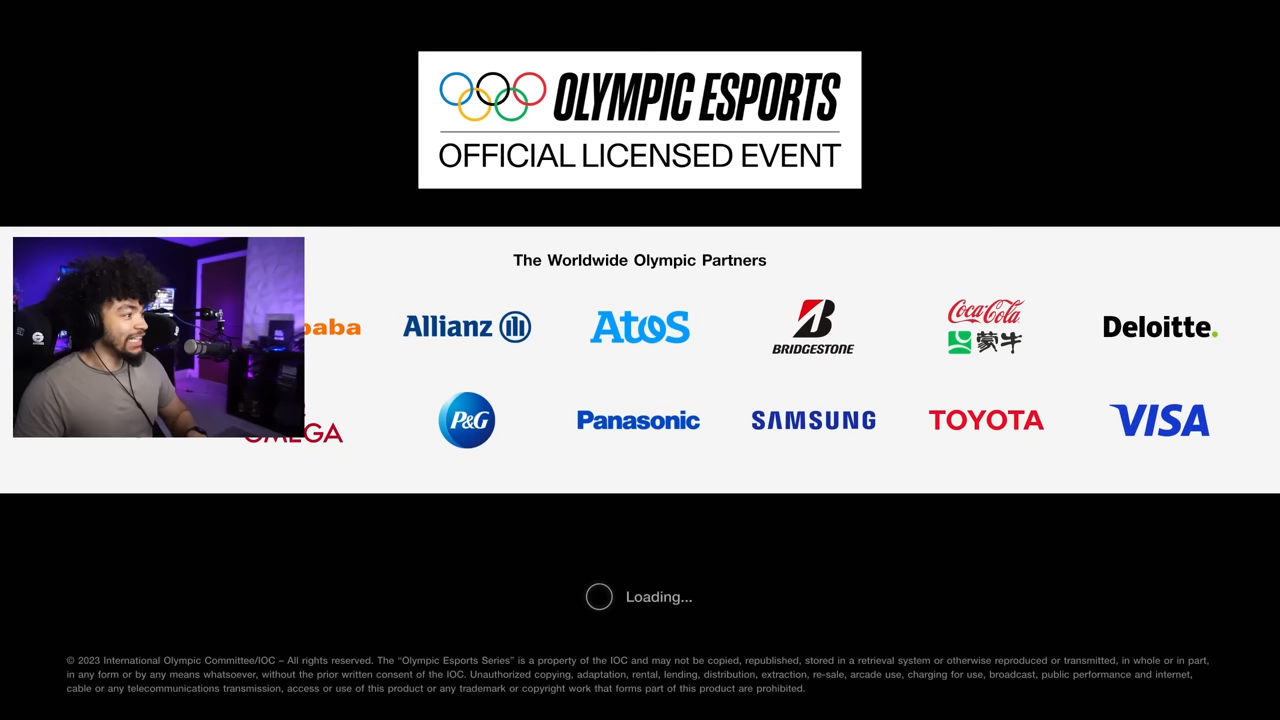 OLYMPIC ESPORTS
OFFICIAL LICENSED EVENT
The Worldwide Olympic Partners
baba
Allianz
Atos
BRIDGESTONE
Coca-Cola
蒙牛
Deloitte.
OMEGA
P&G
Panasonic
SAMSUNG
TOYOTA
VISA
Loading...
© 2023 International Olympic Committee/IOC – All rights reserved. The “Olympic Esports Series” is a property of the IOC and may not be copied, republished, stored in a retrieval system or otherwise reproduced or transmitted, in whole or in part,
in any form or by any means whatsoever, without the prior written consent of the IOC. Unauthorized copying, adaptation, rental, lending, distribution, extraction, re-sale, arcade use, charging for use, broadcast, public performance and internet,
cable or any telecommunications transmission, access or use of this product or any trademark or copyright work that forms part of this product are prohibited.